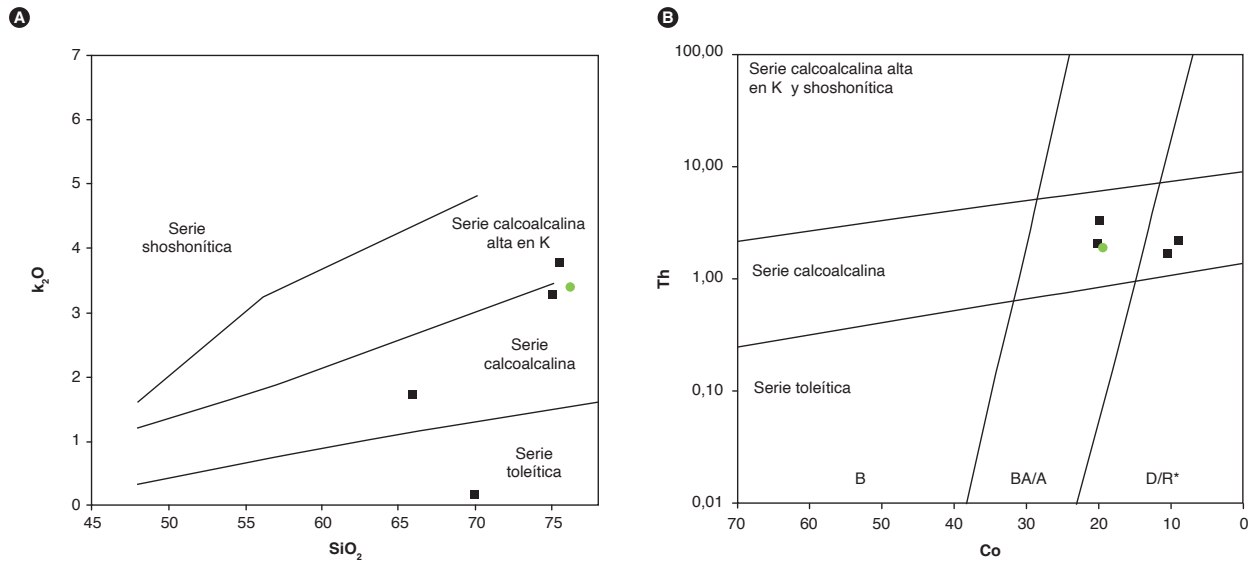 A
7
6
5
4
3
2
1
0
k₂O
45
50
55
60
65
70
75
SiO₂
Serie
shoshonítica
Serie calcoalcalina
alta en K
Serie
calcoalcalina
Serie
toleítica
B
100,00
10,00
1,00
0,10
0,01
Th
70
60
50
40
30
20
10
0
Co
Serie calcoalcalina alta
en K y shoshonítica
Serie calcoalcalina
Serie toleítica
B
BA/A
D/R*